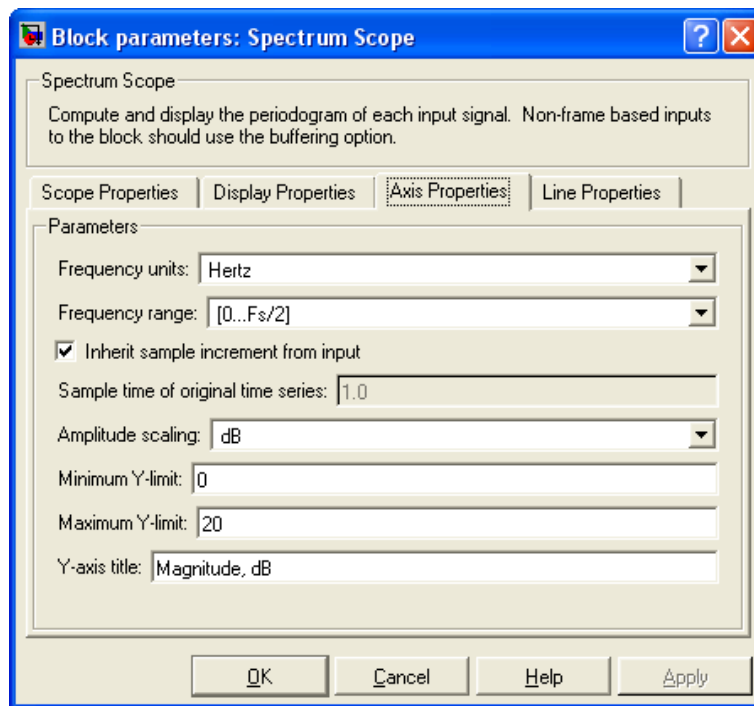 Block parameters: Spectrum Scope
Spectrum Scope
Compute and display the periodogram of each input signal. Non-frame based inputs
to the block should use the buffering option.
Scope Properties Display Properties Axis Properties Line Properties
Parameters
Frequency units: Hertz
Frequency range: [0...Fs/2]
Inherit sample increment from input
Sample time of original time series: 1.0
Amplitude scaling: dB
Minimum Y-limit: 0
Maximum Y-limit: 20
Y-axis title: Magnitude, dB
OK Cancel Help Apply